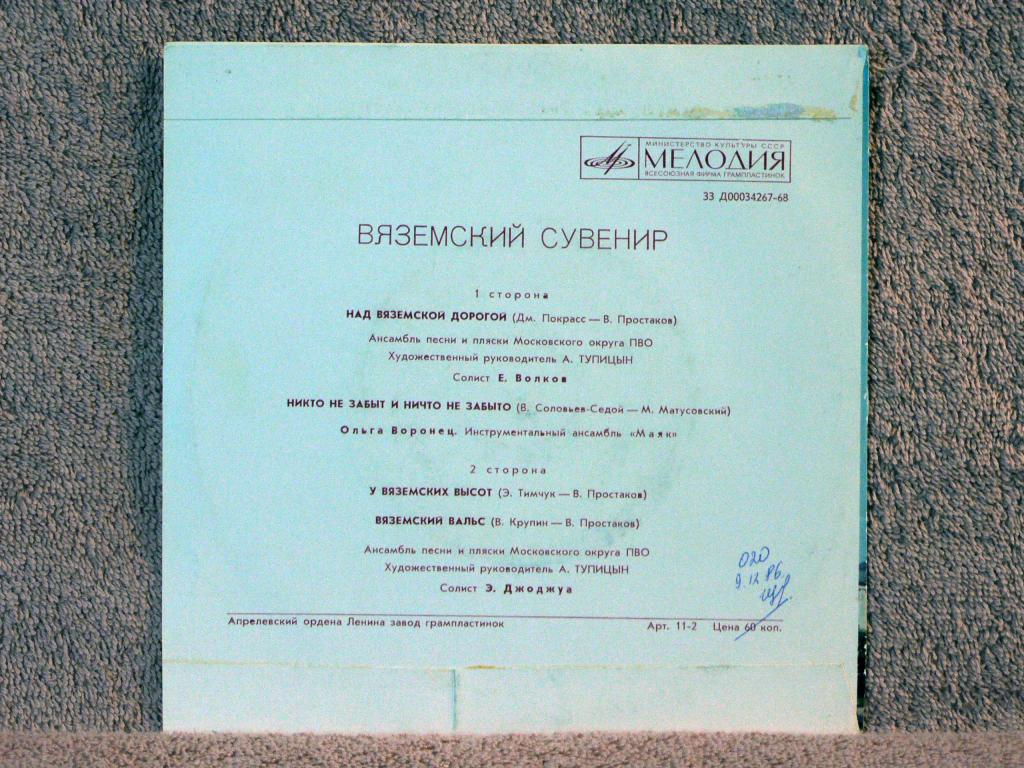 МИНИСТЕРСТВО КУЛЬТУРЫ СССР
МЕЛОДИЯ
ВСЕСОЮЗНАЯ ФИРМА ГРАМПЛАСТИНОК
33 Д00034267-68
ВЯЗЕМСКИЙ СУВЕНИР
1 сторона
НАД ВЯЗЕМСКОЙ ДОРОГОЙ (Дм. Покрасс — В. Простаков)
Ансамбль песни и пляски Московского округа ПВО
Художественный руководитель А. ТУПИЦЫН
Солист Е. Волков
НИКТО НЕ ЗАБЫТ И НИЧТО НЕ ЗАБЫТО (В. Соловьев-Седой — М. Матусовский)
Ольга Воронец. Инструментальный ансамбль «Маяк»
2 сторона
У ВЯЗЕМСКИХ ВЫСОТ (Э. Тимчук — В. Простаков)
ВЯЗЕМСКИЙ ВАЛЬС (В. Крупин — В. Простаков)
Ансамбль песни и пляски Московского округа ПВО
Художественный руководитель А. ТУПИЦЫН
Солист Э. Джоджуа
020
9.12.86
Апрелевский ордена Ленина завод грампластинок Арт. 11-2 Цена 60 коп.